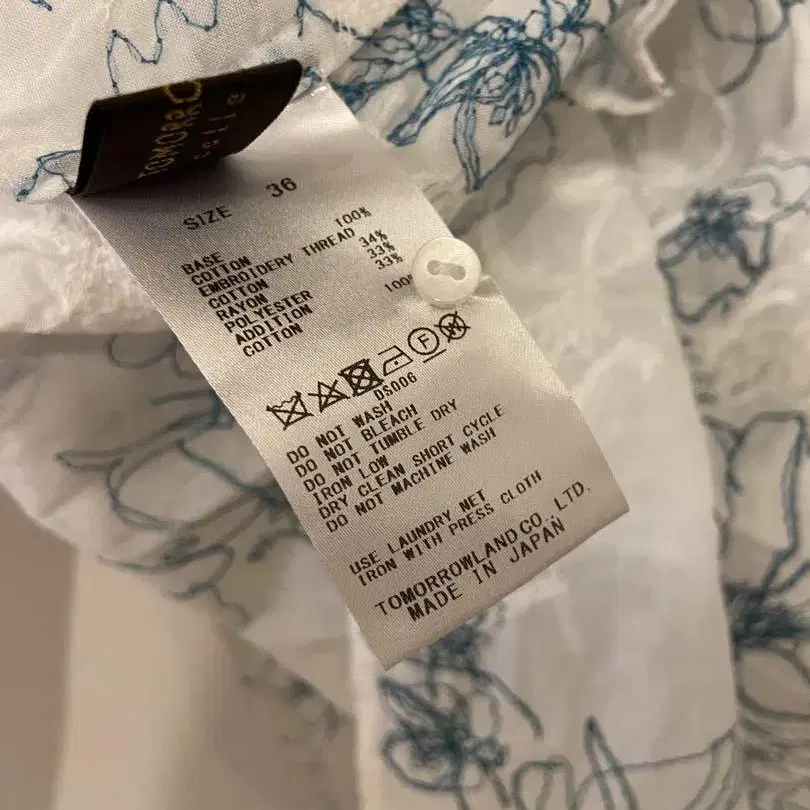 TOMORR
SIZE 36
BASE
COTTON 100%
EMBROIDERY THREAD
COTTON 34%
RAYON 33%
POLYESTER 33%
ADDITION
COTTON 100%
F
W
DS006
DO NOT WASH
DO NOT BLEACH
DO NOT TUMBLE DRY
IRON LOW
DRY CLEAN SHORT CYCLE
DO NOT MACHINE WASH
USE LAUNDRY NET
IRON WITH PRESS CLOTH
TOMORROWLAND CO., LTD.
MADE IN JAPAN